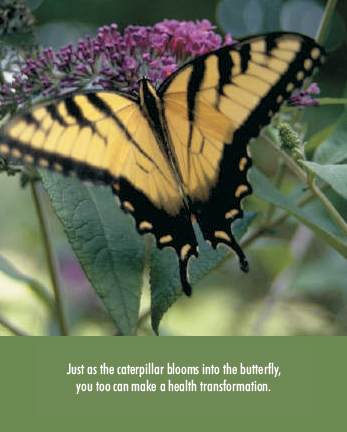 Just as the caterpillar blooms into the butterfly,
you too can make a health transformation.